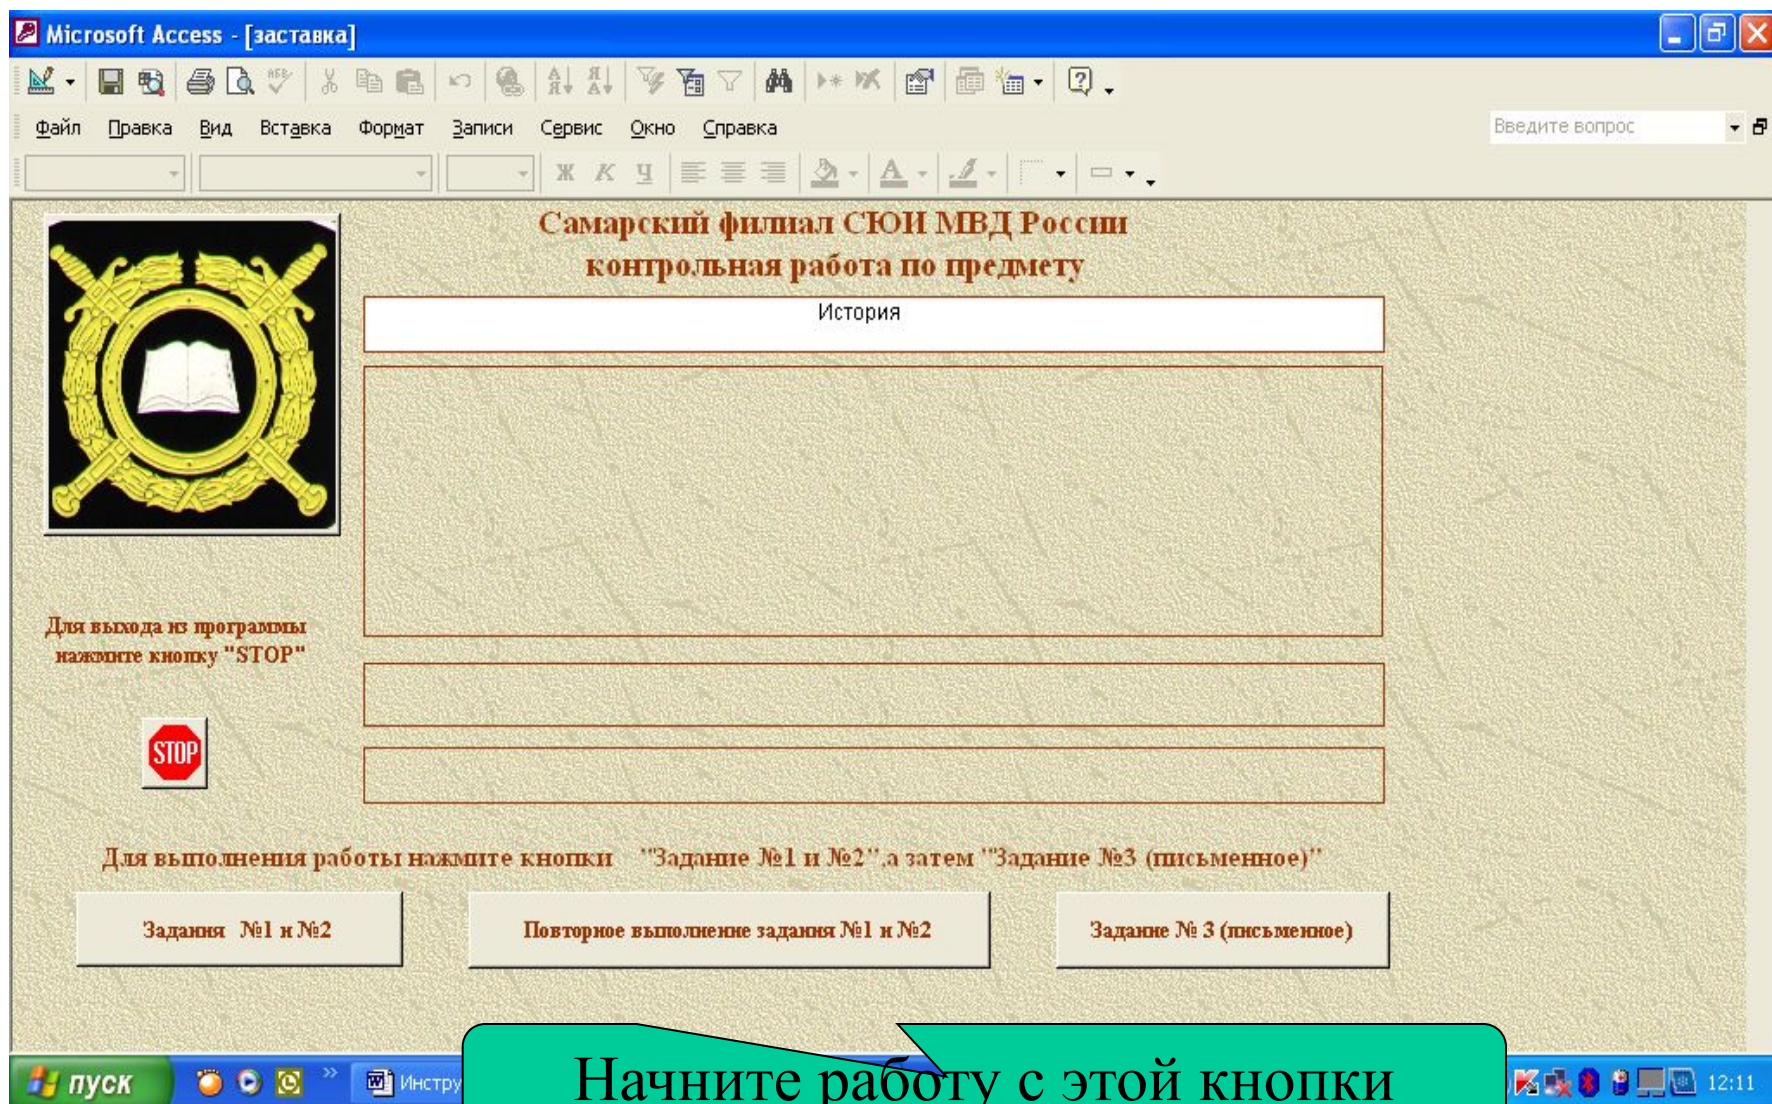 Microsoft Access - [заставка]
Файл Правка Вид Вставка Формат Записи Сервис Окно Справка
Введите вопрос
Ж К Ч
Самарский филиал СЮИ МВД России
контрольная работа по предмету
История
Для выхода из программы
нажмите кнопку "STOP"
STOP
Для выполнения работы нажмите кнопки "Задание №1 и №2",а затем "Задание №3 (письменное)"
Задания №1 и №2
Повторное выполнение задания №1 и №2
Задание № 3 (письменное)
Начните работу с этой кнопки
пуск
Инстру
12:11